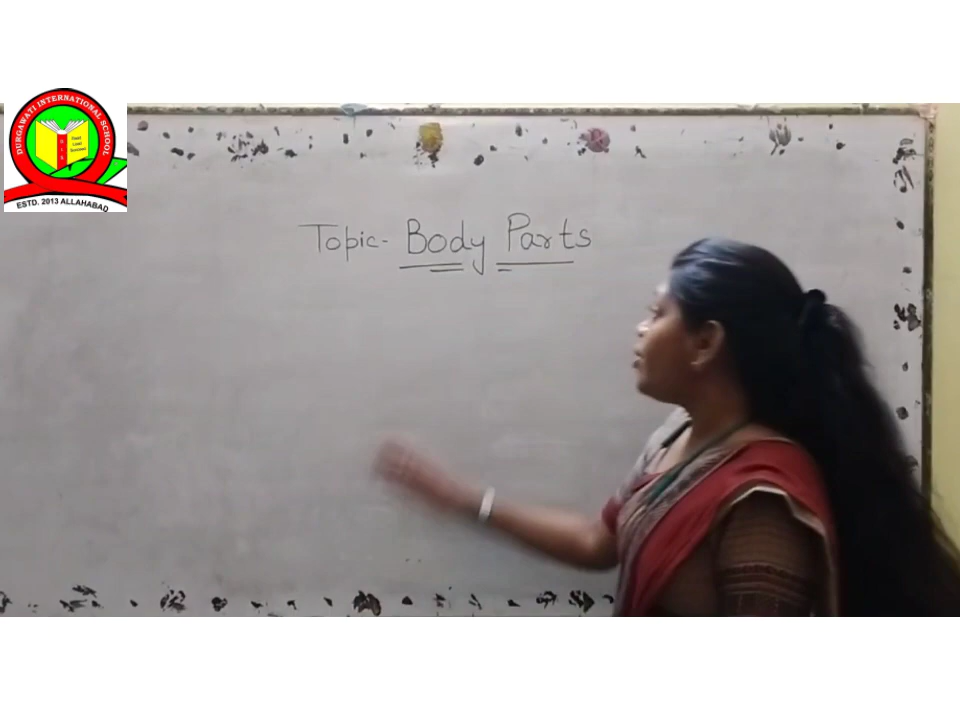 DURGAWATI INTERNATIONAL SCHOOL
D.I.S
ESTD. 2013 ALLAHABAD
Topic- Body Parts